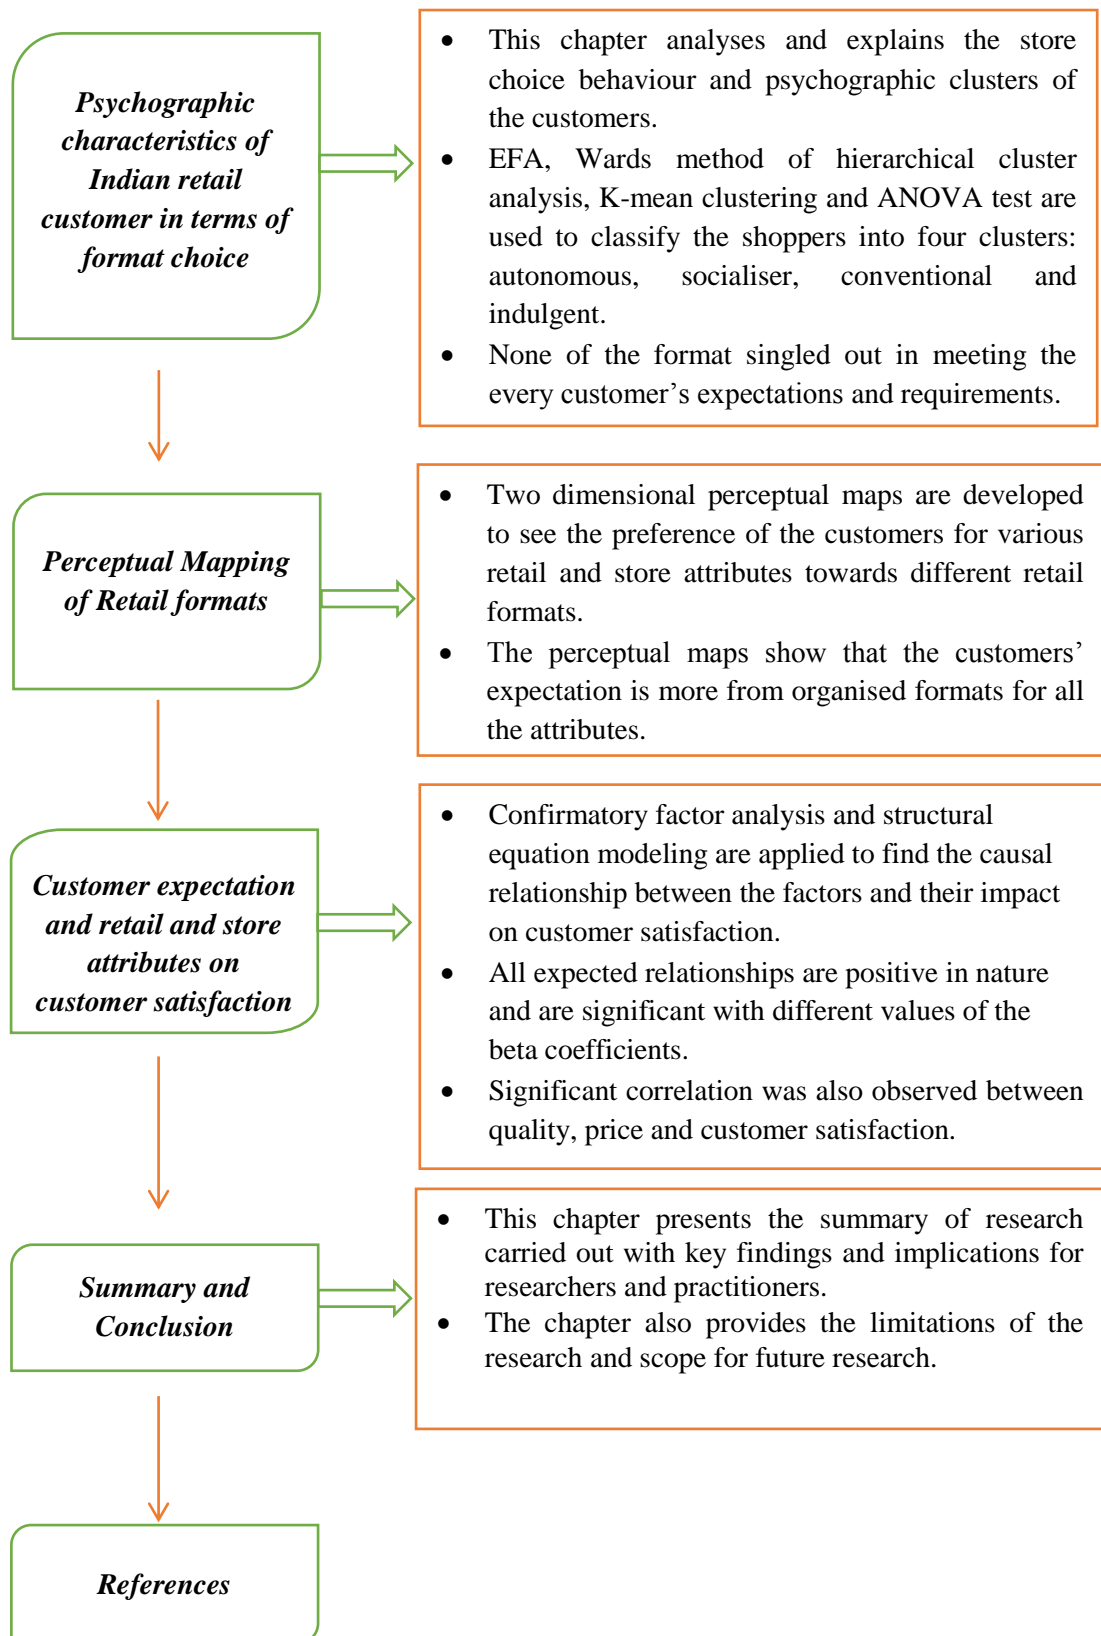 Psychographic
characteristics of
Indian retail
customer in terms of
format choice
• This chapter analyses and explains the store
choice behaviour and psychographic clusters of
the customers.
• EFA, Wards method of hierarchical cluster
analysis, K-mean clustering and ANOVA test are
used to classify the shoppers into four clusters:
autonomous, socialiser, conventional and
indulgent.
• None of the format singled out in meeting the
every customer’s expectations and requirements.
Perceptual Mapping
of Retail formats
• Two dimensional perceptual maps are developed
to see the preference of the customers for various
retail and store attributes towards different retail
formats.
• The perceptual maps show that the customers’
expectation is more from organised formats for all
the attributes.
Customer expectation
and retail and store
attributes on
customer satisfaction
• Confirmatory factor analysis and structural
equation modeling are applied to find the causal
relationship between the factors and their impact
on customer satisfaction.
• All expected relationships are positive in nature
and are significant with different values of the
beta coefficients.
• Significant correlation was also observed between
quality, price and customer satisfaction.
Summary and
Conclusion
• This chapter presents the summary of research
carried out with key findings and implications for
researchers and practitioners.
• The chapter also provides the limitations of the
research and scope for future research.
References